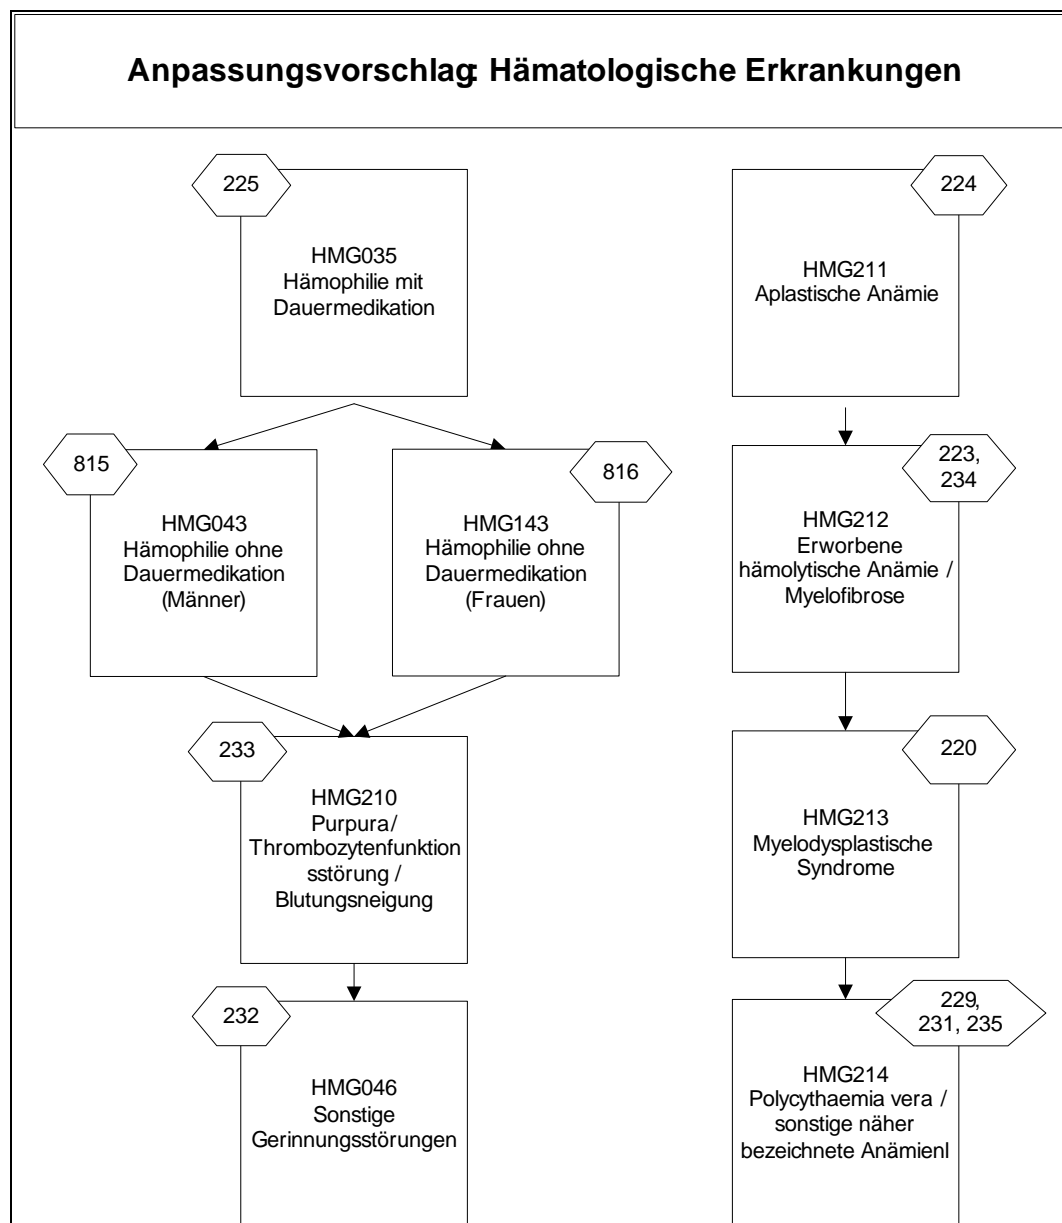 Anpassungsvorschlag: Hämatologische Erkrankungen
225
HMG035
Hämophilie mit
Dauermedikation
224
HMG211
Aplastische Anämie
815
HMG043
Hämophilie ohne
Dauermedikation
(Männer)
816
HMG143
Hämophilie ohne
Dauermedikation
(Frauen)
223,
234
HMG212
Erworbene
hämolytische Anämie /
Myelofibrose
233
HMG210
Purpura/
Thrombozytenfunktion
sstörung /
Blutungsneigung
220
HMG213
Myelodysplastische
Syndrome
232
HMG046
Sonstige
Gerinnungsstörungen
229,
231, 235
HMG214
Polycythaemia vera /
sonstige näher
bezeichnete Anämienl